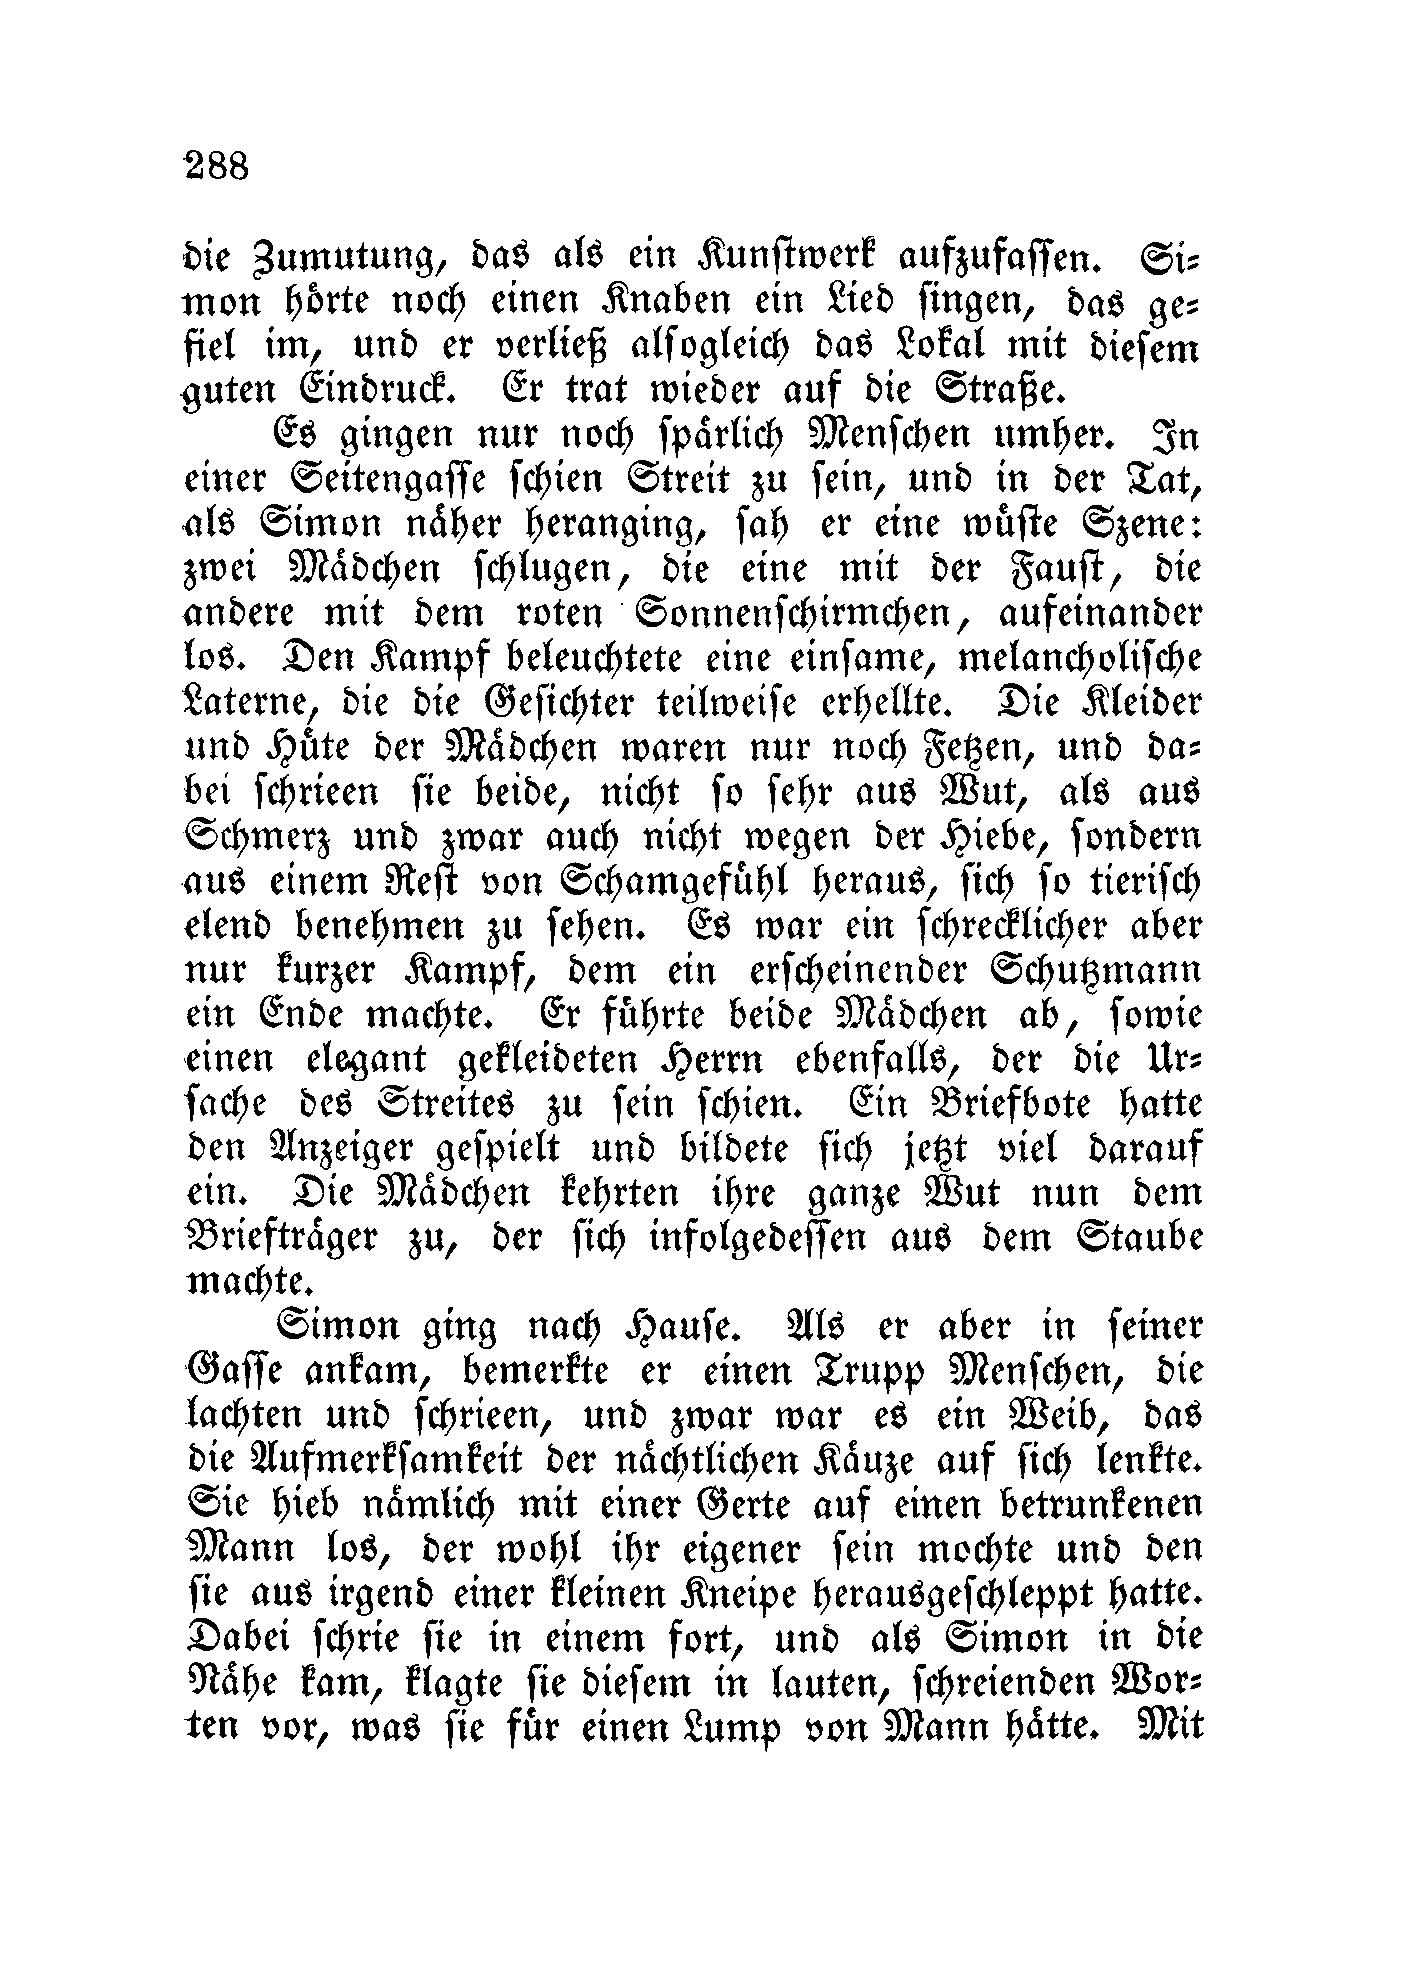 288
die Zumutung, das als ein Kunstwerk aufzufassen. Si-
mon hörte noch einen Knaben ein Lied singen, das ge-
fiel im, und er verließ alsogleich das Lokal mit diesem
guten Eindruck. Er trat wieder auf die Straße.
Es gingen nur noch spärlich Menschen umher. In
einer Seitengasse schien Streit zu sein, und in der Tat,
als Simon näher heranging, sah er eine wüste Szene:
zwei Mädchen schlugen, die eine mit der Faust, die
andere mit dem roten Sonnenschirmchen, aufeinander
los. Den Kampf beleuchtete eine einsame, melancholische
Laterne, die die Gesichter teilweise erhellte. Die Kleider
und Hüte der Mädchen waren nur noch Fetzen, und da-
bei schrieen sie beide, nicht so sehr aus Wut, als aus
Schmerz und zwar auch nicht wegen der Hiebe, sondern
aus einem Rest von Schamgefühl heraus, sich so tierisch
elend benehmen zu sehen. Es war ein schrecklicher aber
nur kurzer Kampf, dem ein erscheinender Schutzmann
ein Ende machte. Er führte beide Mädchen ab, sowie
einen elegant gekleideten Herrn ebenfalls, der die Ur-
sache des Streites zu sein schien. Ein Briefbote hatte
den Anzeiger gespielt und bildete sich jetzt viel darauf
ein. Die Mädchen kehrten ihre ganze Wut nun dem
Briefträger zu, der sich infolgedessen aus dem Staube
machte.
Simon ging nach Hause. Als er aber in seiner
Gasse ankam, bemerkte er einen Trupp Menschen, die
lachten und schrieen, und zwar war es ein Weib, das
die Aufmerksamkeit der nächtlichen Käuze auf sich lenkte.
Sie hieb nämlich mit einer Gerte auf einen betrunkenen
Mann los, der wohl ihr eigener sein mochte und den
sie aus irgend einer kleinen Kneipe herausgeschleppt hatte.
Dabei schrie sie in einem fort, und als Simon in die
Nähe kam, klagte sie diesem in lauten, schreienden Wor-
ten vor, was sie für einen Lump von Mann hätte. Mit